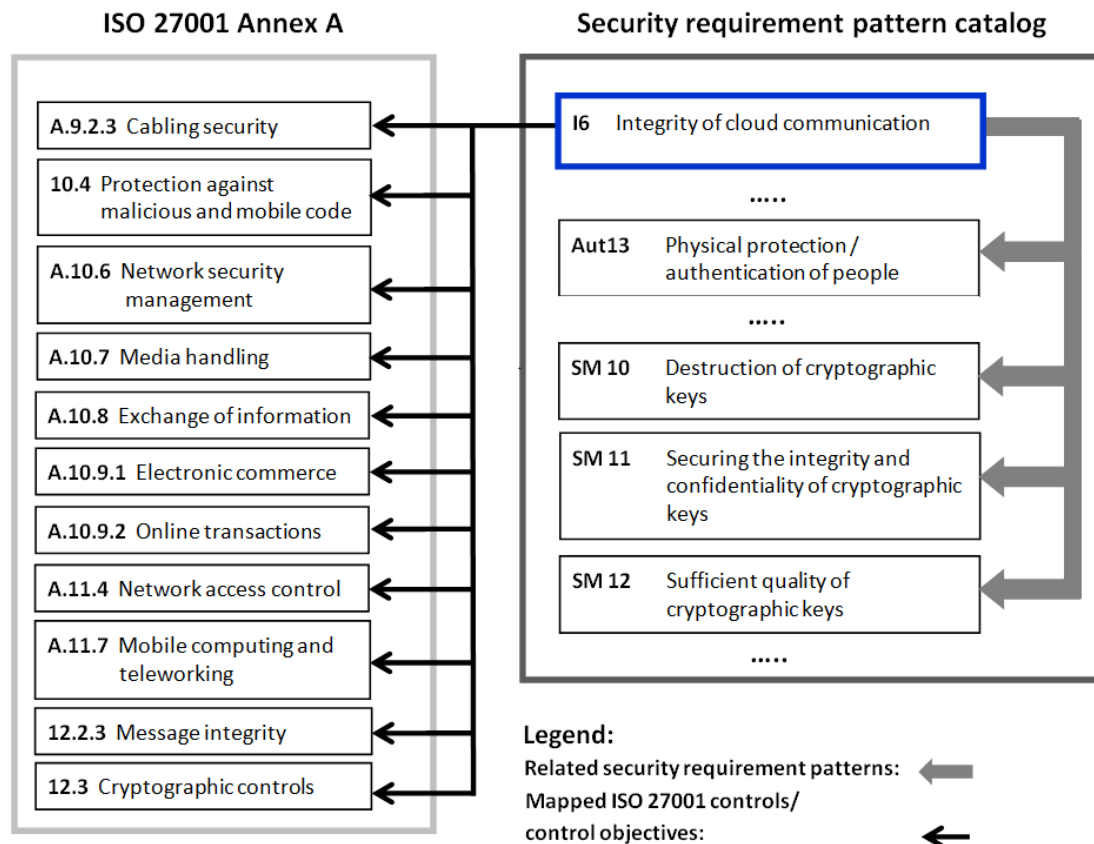 ISO 27001 Annex A
A.9.2.3 Cabling security
10.4 Protection against
malicious and mobile code
A.10.6 Network security
management
A.10.7 Media handling
A.10.8 Exchange of information
A.10.9.1 Electronic commerce
A.10.9.2 Online transactions
A.11.4 Network access control
A.11.7 Mobile computing and
teleworking
12.2.3 Message integrity
12.3 Cryptographic controls
Security requirement pattern catalog
I6 Integrity of cloud communication
.....
Aut13 Physical protection /
authentication of people
.....
SM 10 Destruction of cryptographic
keys
SM 11 Securing the integrity and
confidentiality of cryptographic
keys
SM 12 Sufficient quality of
cryptographic keys
.....
Legend:
Related security requirement patterns:
Mapped ISO 27001 controls/
control objectives: